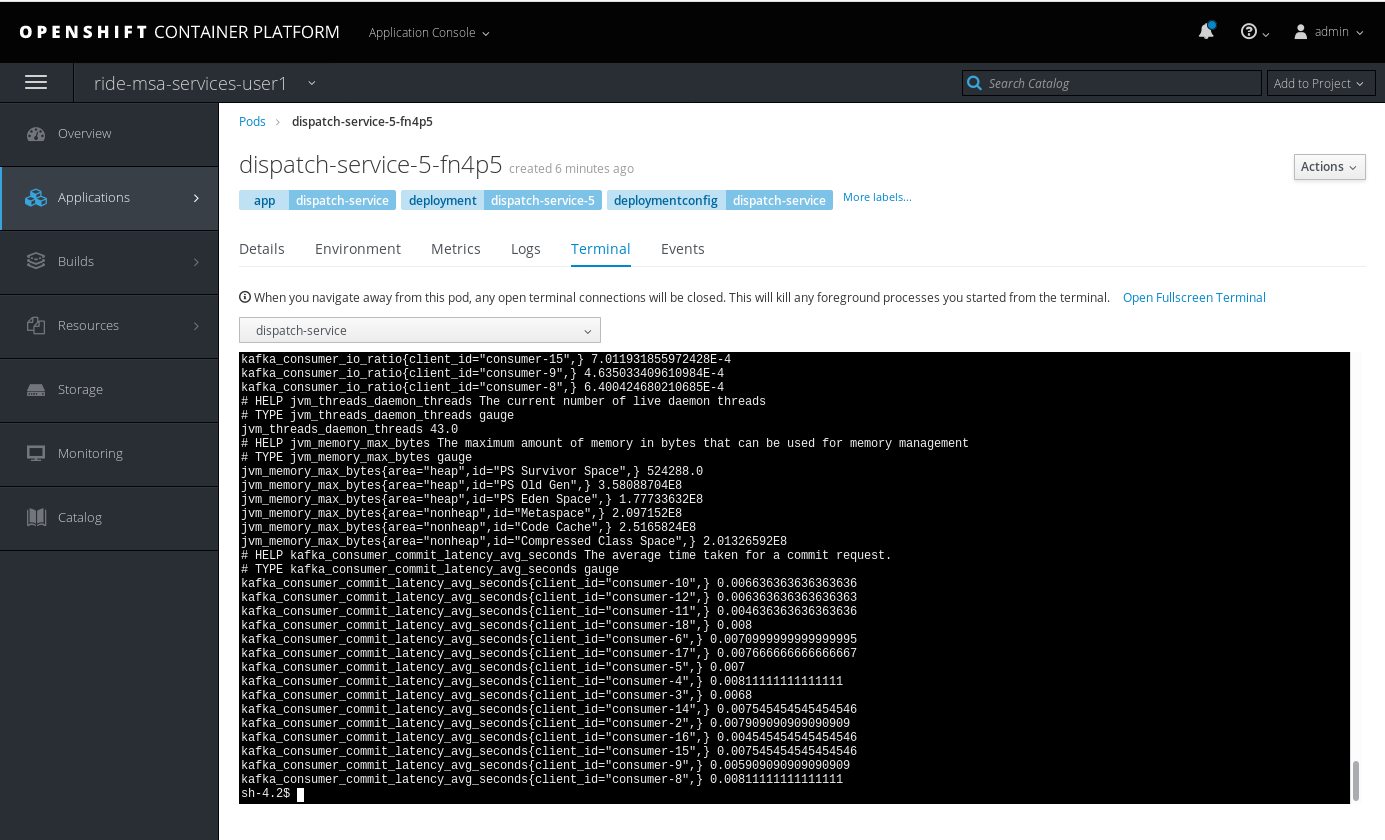 OPENSHIFT CONTAINER PLATFORM Application Console admin
ride-msa-services-user1 Search Catalog Add to Project
Overview
Applications
Builds
Resources
Storage
Monitoring
Catalog
Pods dispatch-service-5-fn4p5
dispatch-service-5-fn4p5 created 6 minutes ago Actions
app dispatch-service deployment dispatch-service-5 deploymentconfig dispatch-service More labels...
Details Environment Metrics Logs Terminal Events
When you navigate away from this pod, any open terminal connections will be closed. This will kill any foreground processes you started from the terminal. Open Fullscreen Terminal
dispatch-service
kafka_consumer_io_ratio{client_id="consumer-15",} 7.011931855972428E-4
kafka_consumer_io_ratio{client_id="consumer-9",} 4.635033409610984E-4
kafka_consumer_io_ratio{client_id="consumer-8",} 6.400424680210685E-4
# HELP jvm_threads_daemon_threads The current number of live daemon threads
# TYPE jvm_threads_daemon_threads gauge
jvm_threads_daemon_threads 43.0
# HELP jvm_memory_max_bytes The maximum amount of memory in bytes that can be used for memory management
# TYPE jvm_memory_max_bytes gauge
jvm_memory_max_bytes{area="heap",id="PS Survivor Space",} 524288.0
jvm_memory_max_bytes{area="heap",id="PS Old Gen",} 3.58088704E8
jvm_memory_max_bytes{area="heap",id="PS Eden Space",} 1.77733632E8
jvm_memory_max_bytes{area="nonheap",id="Metaspace",} 2.097152E8
jvm_memory_max_bytes{area="nonheap",id="Code Cache",} 2.5165824E8
jvm_memory_max_bytes{area="nonheap",id="Compressed Class Space",} 2.01326592E8
# HELP kafka_consumer_commit_latency_avg_seconds The average time taken for a commit request.
# TYPE kafka_consumer_commit_latency_avg_seconds gauge
kafka_consumer_commit_latency_avg_seconds{client_id="consumer-10",} 0.006636363636363636
kafka_consumer_commit_latency_avg_seconds{client_id="consumer-12",} 0.006363636363636363
kafka_consumer_commit_latency_avg_seconds{client_id="consumer-11",} 0.004636363636363636
kafka_consumer_commit_latency_avg_seconds{client_id="consumer-18",} 0.008
kafka_consumer_commit_latency_avg_seconds{client_id="consumer-6",} 0.0070999999999999995
kafka_consumer_commit_latency_avg_seconds{client_id="consumer-17",} 0.007666666666666667
kafka_consumer_commit_latency_avg_seconds{client_id="consumer-5",} 0.007
kafka_consumer_commit_latency_avg_seconds{client_id="consumer-4",} 0.00811111111111111
kafka_consumer_commit_latency_avg_seconds{client_id="consumer-3",} 0.0068
kafka_consumer_commit_latency_avg_seconds{client_id="consumer-14",} 0.007545454545454546
kafka_consumer_commit_latency_avg_seconds{client_id="consumer-2",} 0.007909090909090909
kafka_consumer_commit_latency_avg_seconds{client_id="consumer-16",} 0.004545454545454546
kafka_consumer_commit_latency_avg_seconds{client_id="consumer-15",} 0.007545454545454546
kafka_consumer_commit_latency_avg_seconds{client_id="consumer-9",} 0.005909090909090909
kafka_consumer_commit_latency_avg_seconds{client_id="consumer-8",} 0.00811111111111111
sh-4.2$